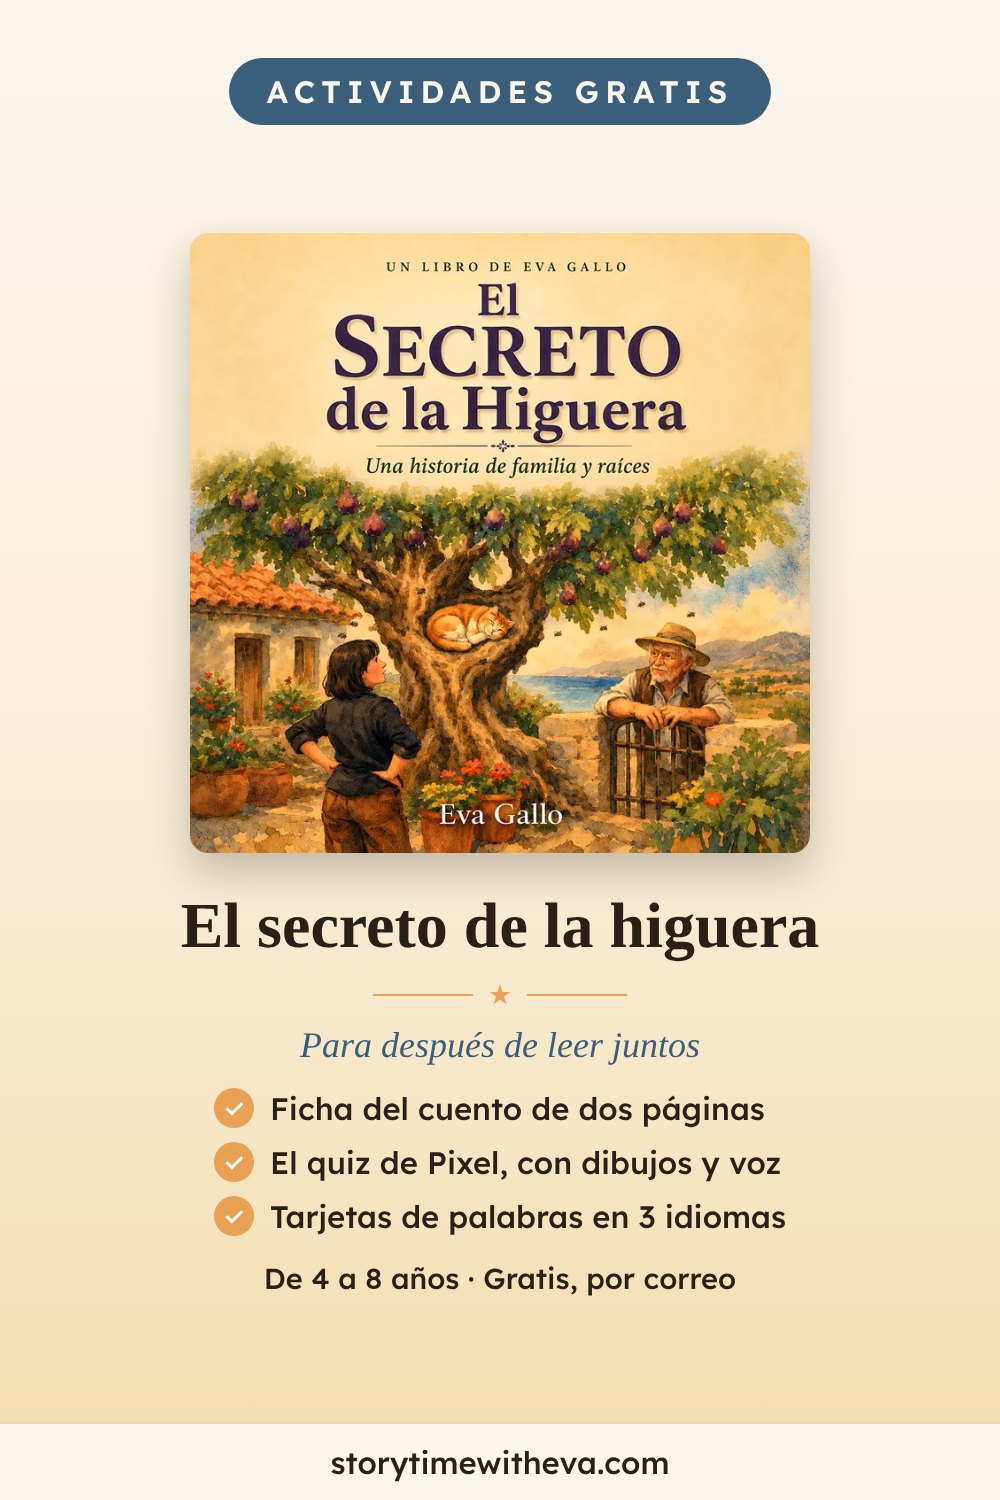 ACTIVIDADES GRATIS
UN LIBRO DE EVA GALLO
El
SECRETO
de la Higuera
Una historia de familia y raíces
Eva Gallo
El secreto de la higuera
Para después de leer juntos
Ficha del cuento de dos páginas
El quiz de Pixel, con dibujos y voz
Tarjetas de palabras en 3 idiomas
De 4 a 8 años · Gratis, por correo
storytimewitheva.com